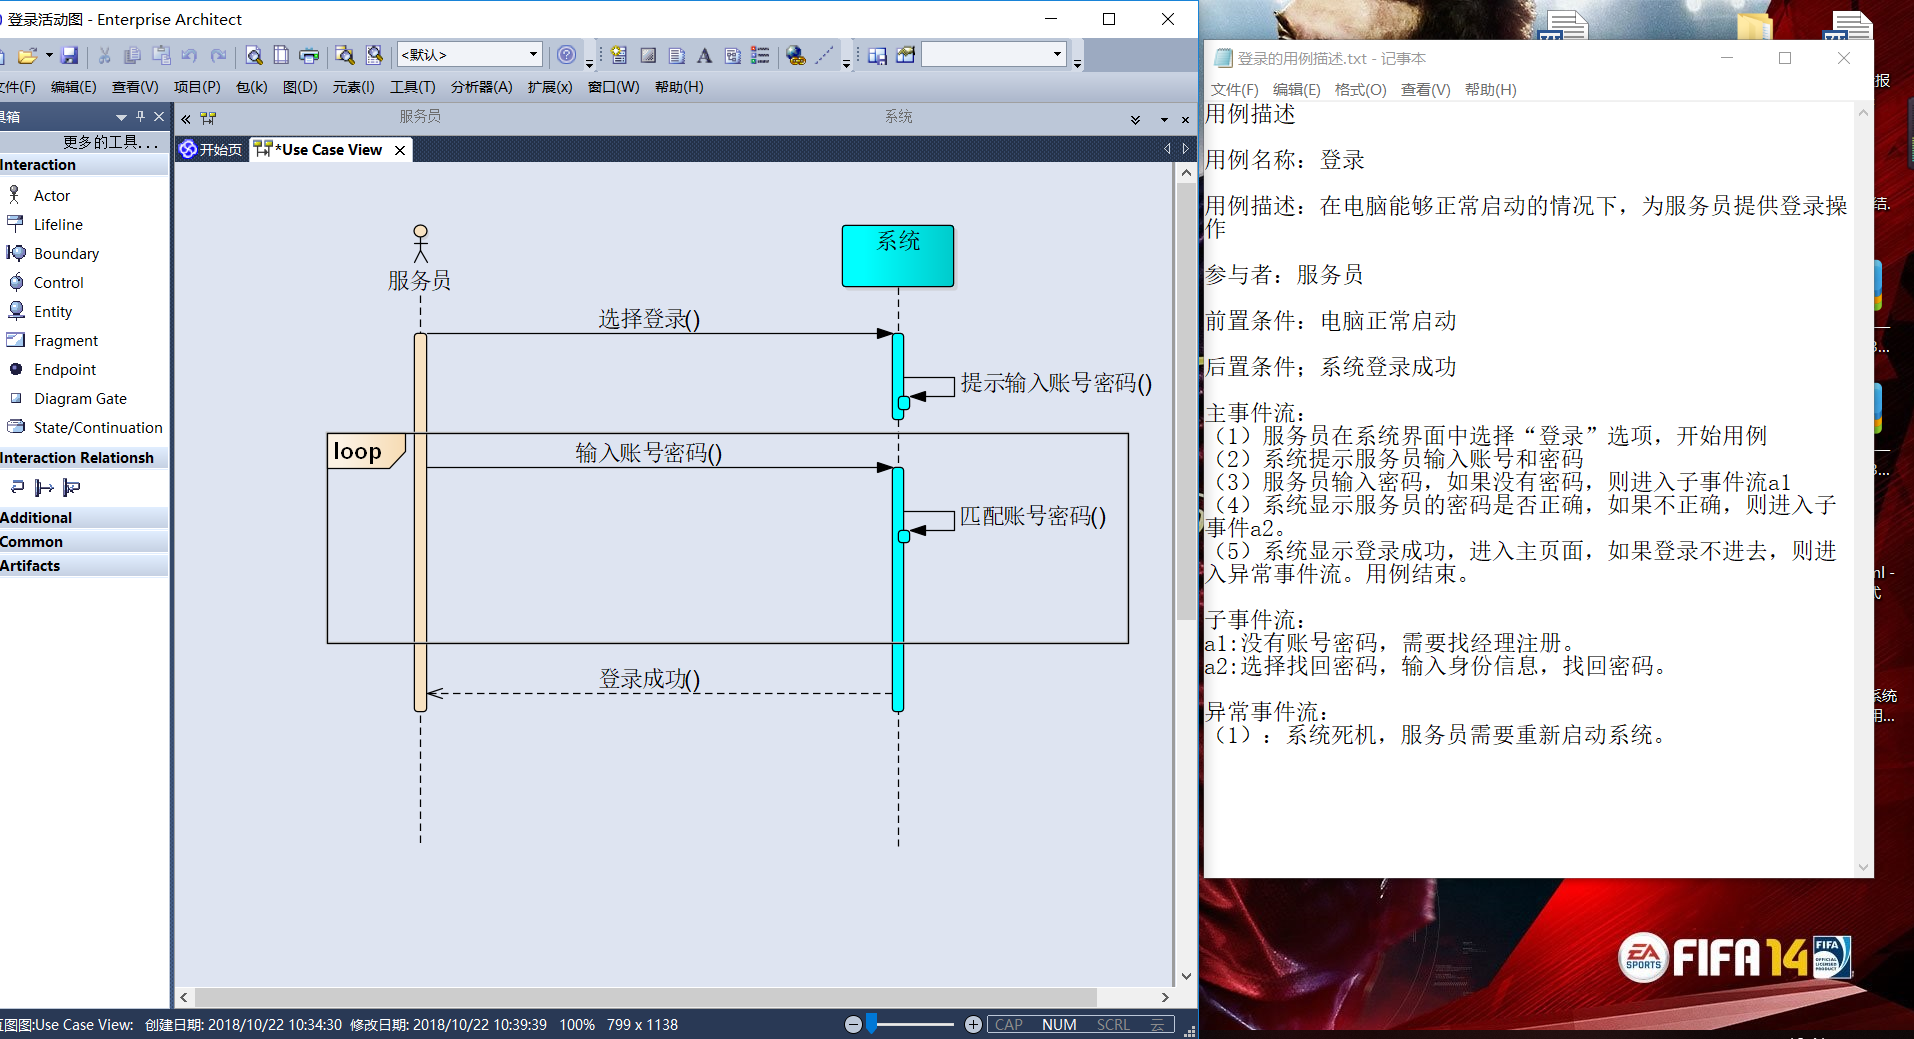 登录活动图 - Enterprise Architect
<默认>
文件(F) 编辑(E) 查看(V) 项目(P) 包(k) 图(D) 元素(I) 工具(T) 分析器(A) 扩展(x) 窗口(W) 帮助(H)
具箱
更多的工具...
Interaction
Actor
Lifeline
Boundary
Control
Entity
Fragment
Endpoint
Diagram Gate
State/Continuation
Interaction Relationsh
Additional
Common
Artifacts
服务员
系统
开始页
*Use Case View
服务员
系统
选择登录()
提示输入账号密码()
loop
输入账号密码()
匹配账号密码()
登录成功()
互图图:Use Case View: 创建日期: 2018/10/22 10:34:30 修改日期: 2018/10/22 10:39:39 100% 799 x 1138
CAP NUM SCRL 云
登录的用例描述.txt - 记事本
文件(F) 编辑(E) 格式(O) 查看(V) 帮助(H)
用例描述
用例名称：登录
用例描述：在电脑能够正常启动的情况下，为服务员提供登录操
作
参与者：服务员
前置条件：电脑正常启动
后置条件；系统登录成功
主事件流：
（1）服务员在系统界面中选择“登录”选项，开始用例
（2）系统提示服务员输入账号和密码
（3）服务员输入密码，如果没有密码，则进入子事件流a1
（4）系统显示服务员的密码是否正确，如果不正确，则进入子
事件a2。
（5）系统显示登录成功，进入主页面，如果登录不进去，则进
入异常事件流。用例结束。
子事件流：
a1:没有账号密码，需要找经理注册。
a2:选择找回密码，输入身份信息，找回密码。
异常事件流：
（1）：系统死机，服务员需要重新启动系统。
报
结.
3...
3...
ml -
式
系统
用...
EA
SPORTS
FIFA 14
FIFA
OFFICIAL
LICENSED
PRODUCT